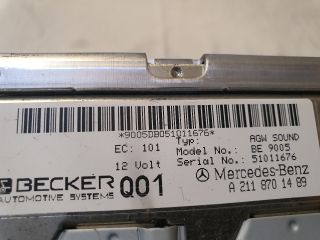 *9005DB051011676*
Typ: AGW SOUND
EC: 101 Model No.: BE 9005
12 Volt Serial No.: 51011676
BECKER Q01 Mercedes-Benz
AUTOMOTIVE SYSTEMS A 211 870 14 89